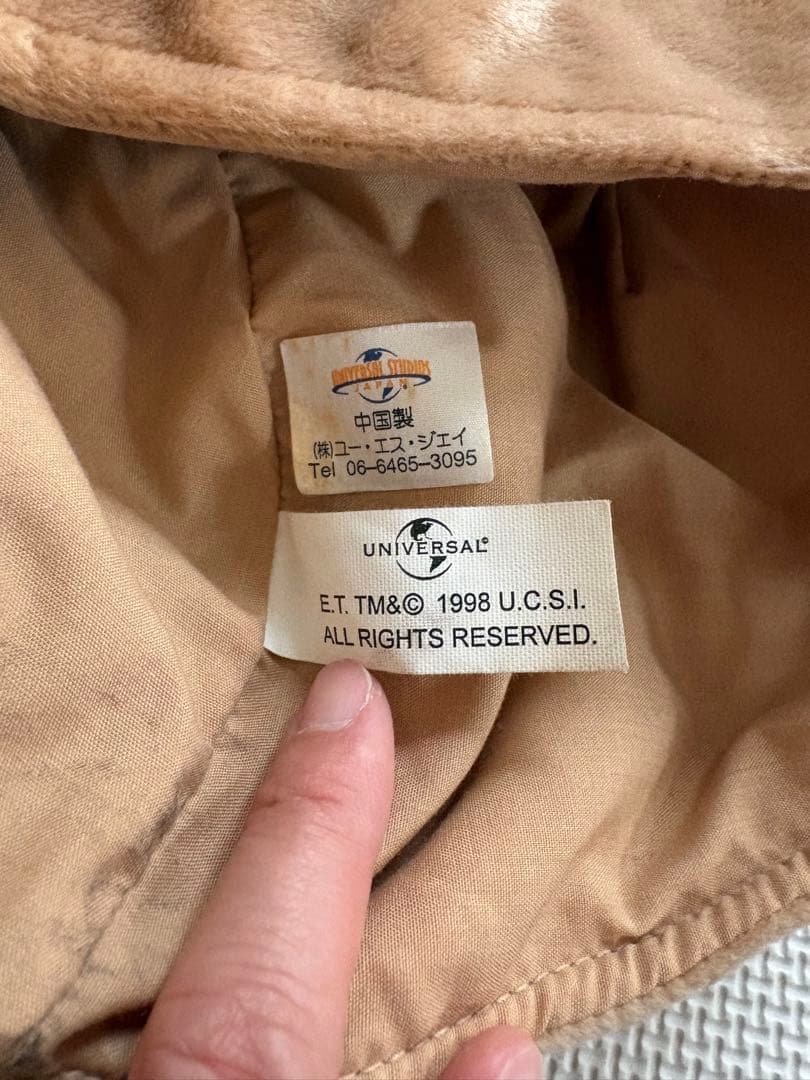 UNIVERSAL STUDIOS
JAPAN
中国製
(株)ユー・エス・ジェイ
Tel 06-6465-3095
UNIVERSAL
E.T. TM&© 1998 U.C.S.I.
ALL RIGHTS RESERVED.